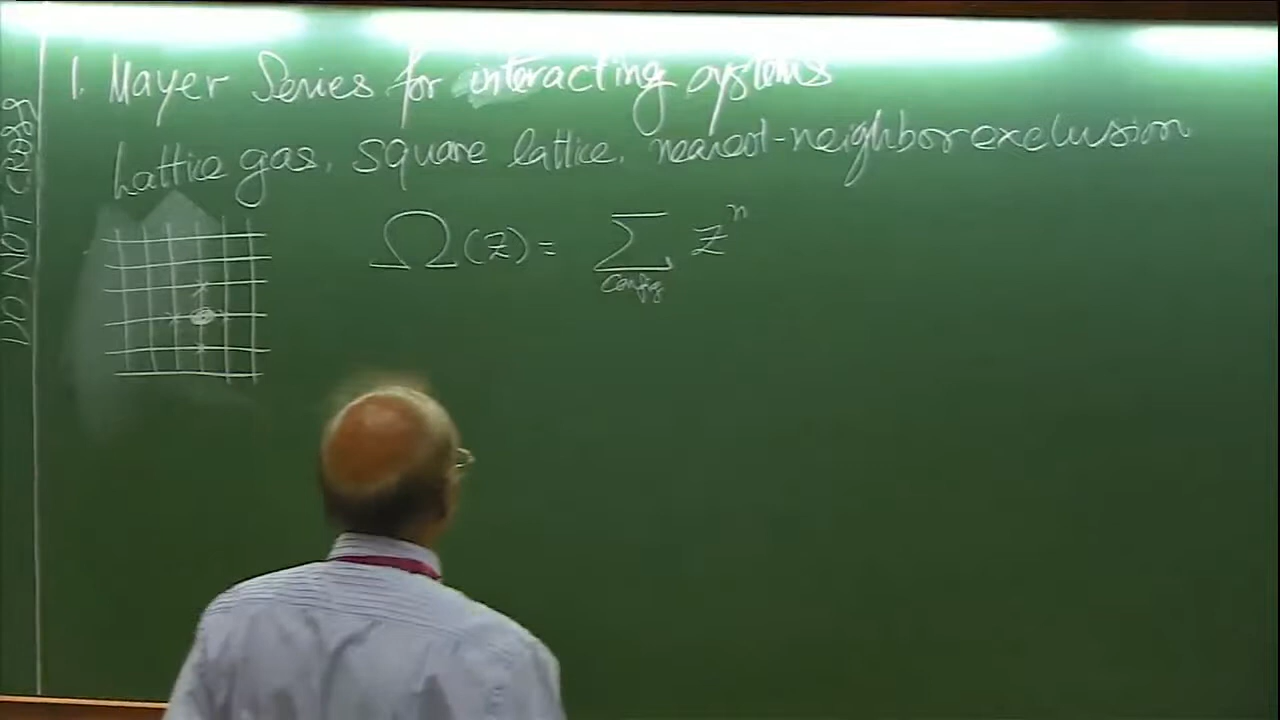 DO NOT CROSS
1. Mayer Series for interacting systems
Lattice gas, square lattice, nearest-neighbor exclusion
Ω(z) = Σ z^n
config